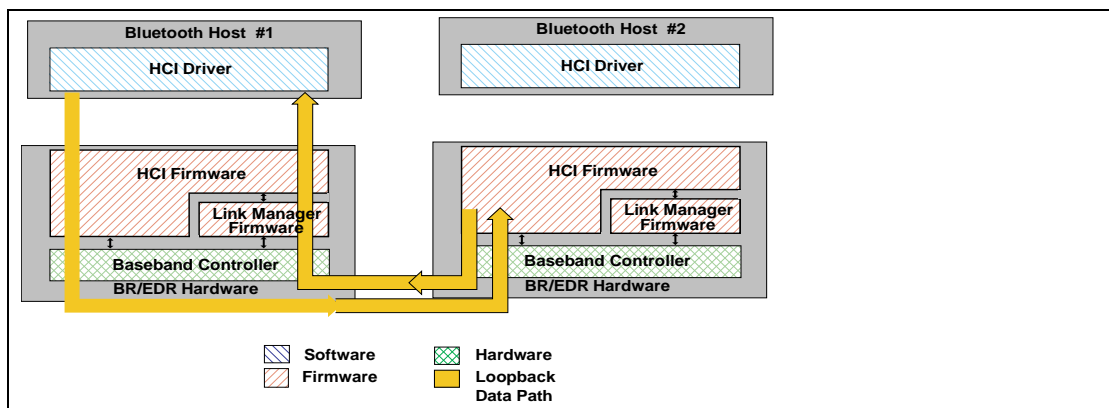 Bluetooth Host #1
HCI Driver
Bluetooth Host #2
HCI Driver
HCI Firmware
Link Manager
Firmware
Baseband Controller
BR/EDR Hardware
HCI Firmware
Link Manager
Firmware
Baseband Controller
BR/EDR Hardware
Software
Firmware
Hardware
Loopback
Data Path